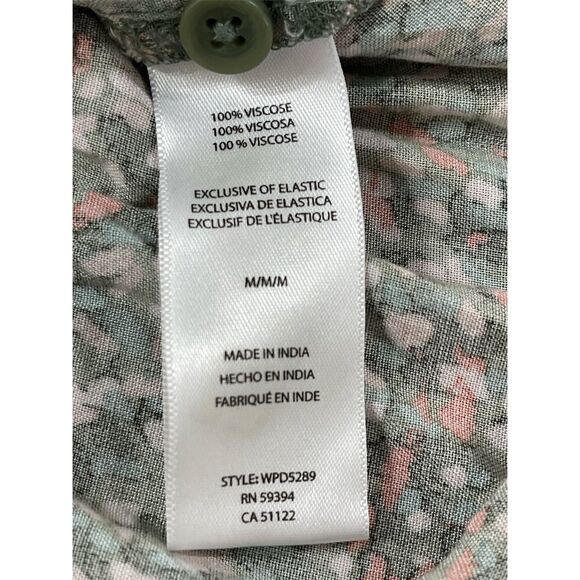 100% VISCOSE
100% VISCOSA
100 % VISCOSE
EXCLUSIVE OF ELASTIC
EXCLUSIVA DE ELASTICA
EXCLUSIF DE L'ÉLASTIQUE
M/M/M
MADE IN INDIA
HECHO EN INDIA
FABRIQUÉ EN INDE
STYLE: WPD5289
RN 59394
CA 51122